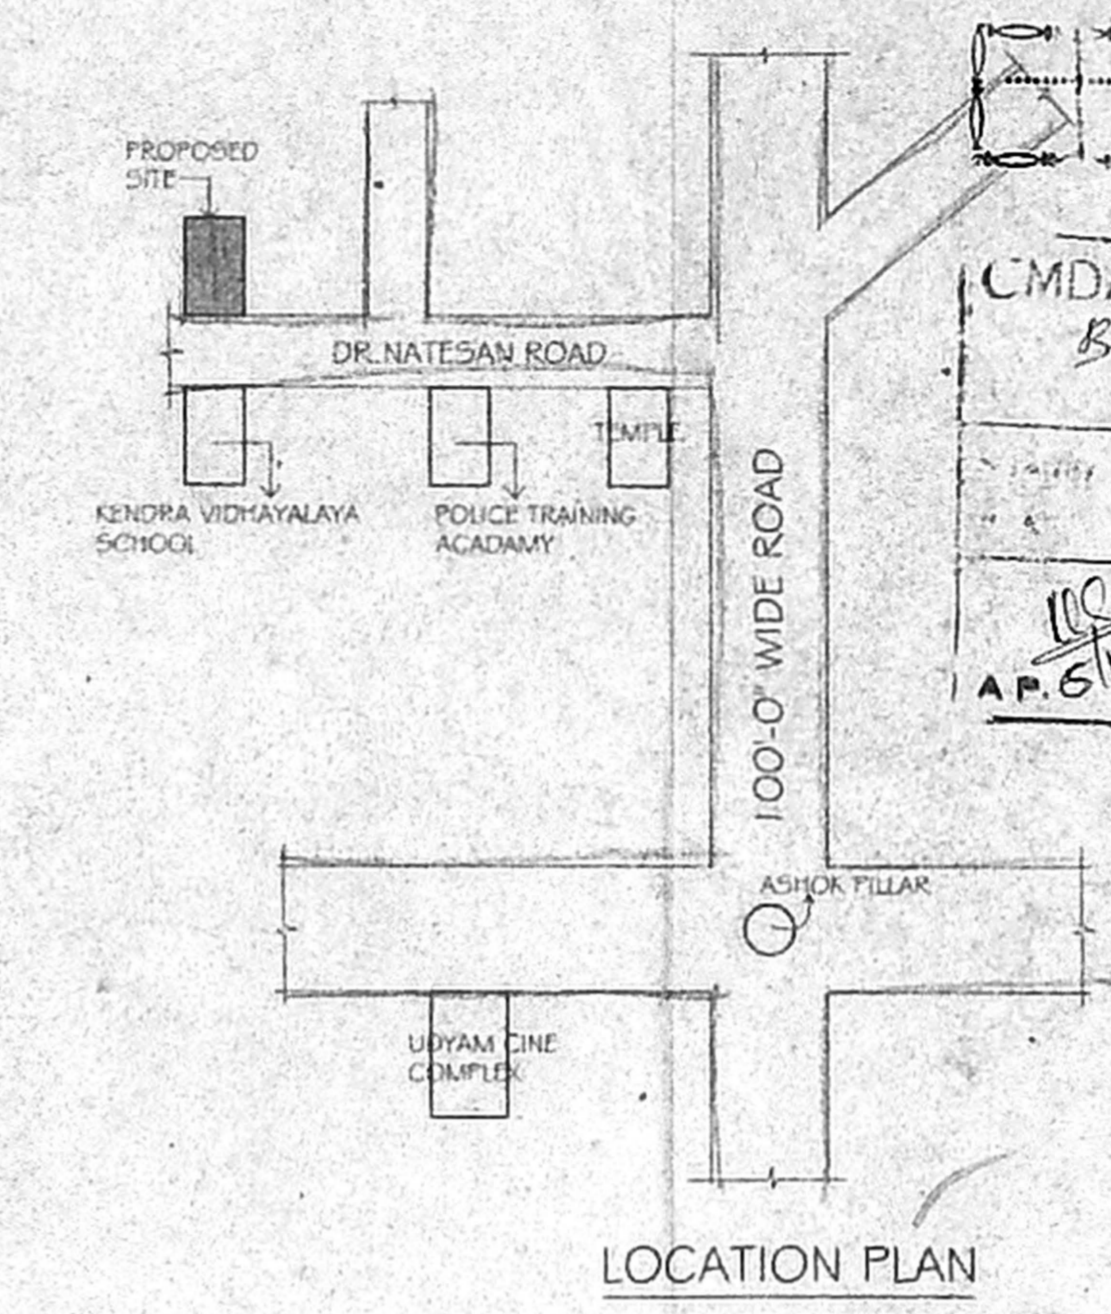 PROPOSED
SITE
CMDA
DR.NATESAN ROAD
TEMPLE
KENDRA VIDHAYALAYA
SCHOOL
POLICE TRAINING
ACADAMY
100'-0" WIDE ROAD
A P.
ASHOK PILLAR
UDYAM CINE
COMPLEX
LOCATION PLAN